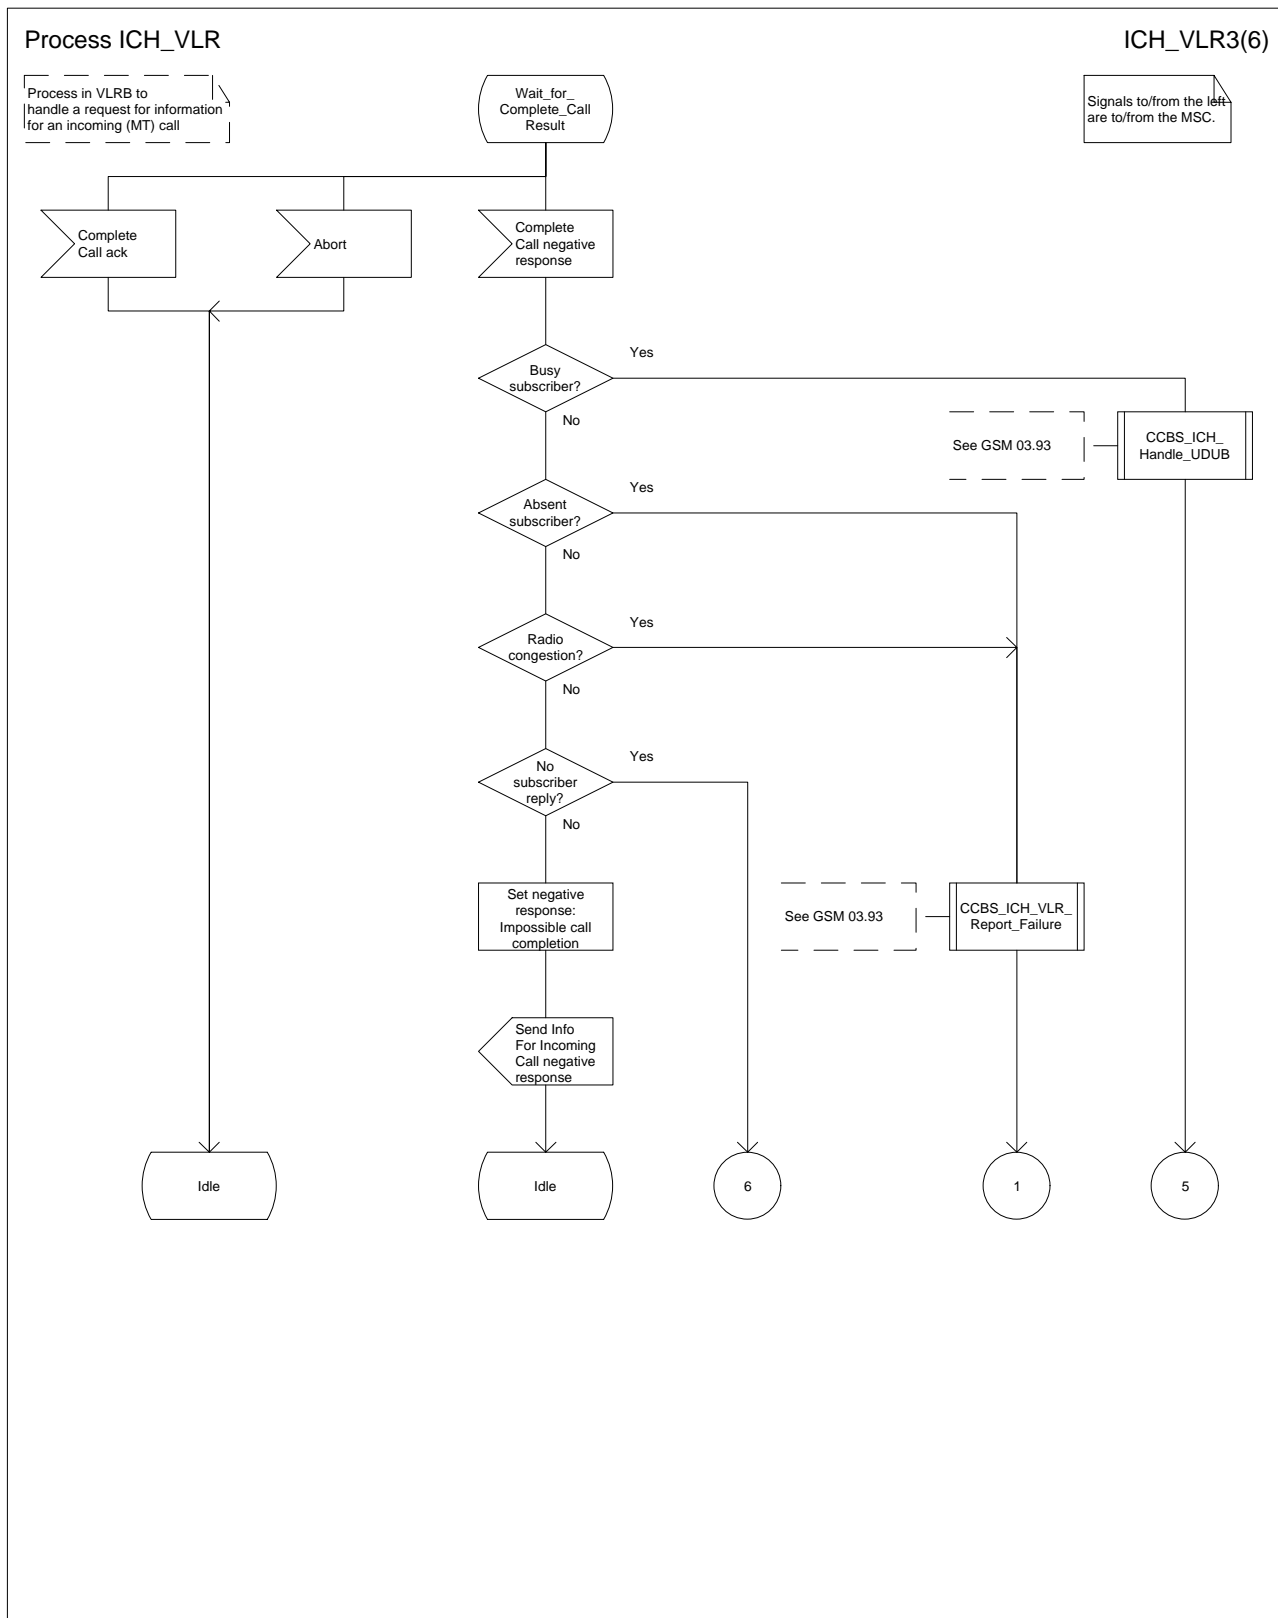 Process ICH_VLR
ICH_VLR3(6)
Process in VLRB to
handle a request for information
for an incoming (MT) call
Wait_for_
Complete_Call
Result
Signals to/from the left
are to/from the MSC.
Complete
Call ack
Abort
Complete
Call negative
response
Yes
Busy
subscriber?
No
See GSM 03.93
CCBS_ICH_
Handle_UDUB
Yes
Absent
subscriber?
No
Yes
Radio
congestion?
No
Yes
No
subscriber
reply?
No
Set negative
response:
Impossible call
completion
See GSM 03.93
CCBS_ICH_VLR_
Report_Failure
Send Info
For Incoming
Call negative
response
Idle
Idle
6
1
5